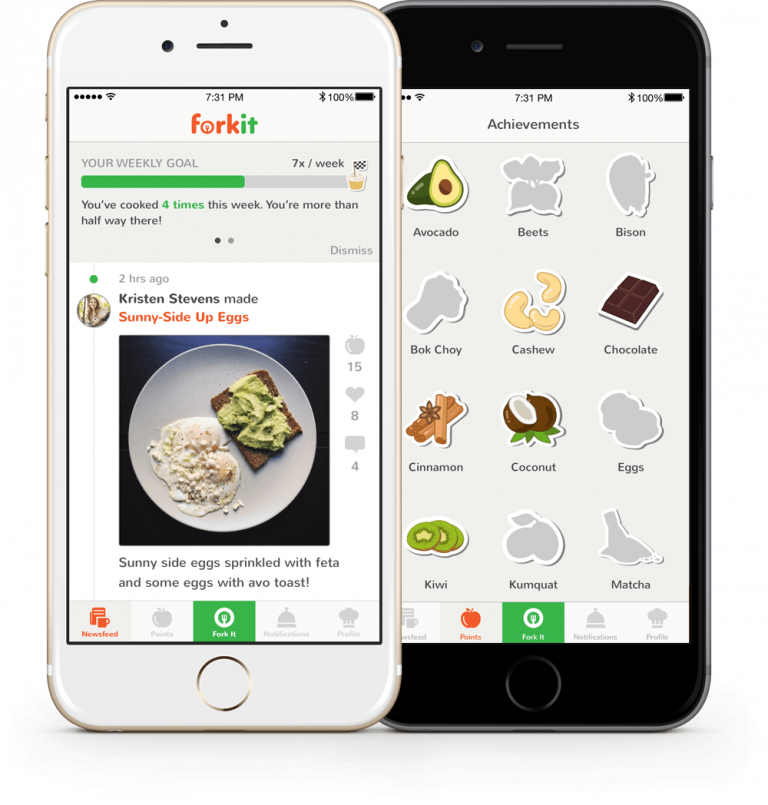 7:31 PM
100%
forkit
YOUR WEEKLY GOAL 7x / week
You've cooked 4 times this week. You're more than
half way there!
Dismiss
2 hrs ago
Kristen Stevens made
Sunny-Side Up Eggs
15
8
4
Sunny side eggs sprinkled with feta
and some eggs with avo toast!
Newsfeed Points Fork It Notifications Profile
7:31 PM
100%
Achievements
Avocado Beets Bison
Bok Choy Cashew Chocolate
Cinnamon Coconut Eggs
Kiwi Kumquat Matcha
sfeed Points Fork It Notifications Profile